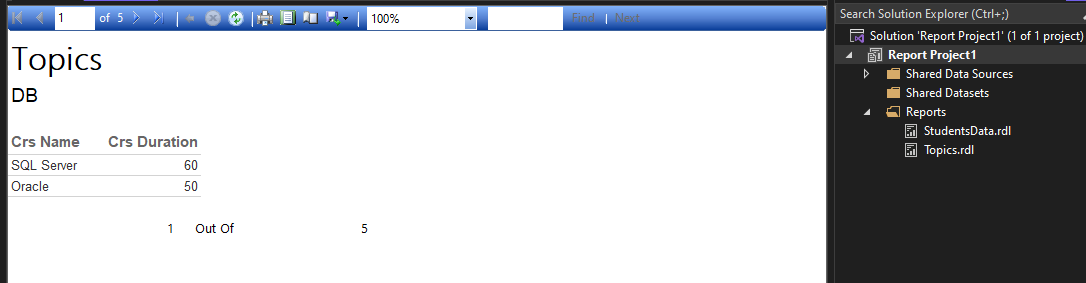 1 of 5 100% Find | Next
Topics
DB
Crs Name Crs Duration
SQL Server 60
Oracle 50
1 Out Of 5
Search Solution Explorer (Ctrl+;)
Solution 'Report Project1' (1 of 1 project)
Report Project1
Shared Data Sources
Shared Datasets
Reports
StudentsData.rdl
Topics.rdl